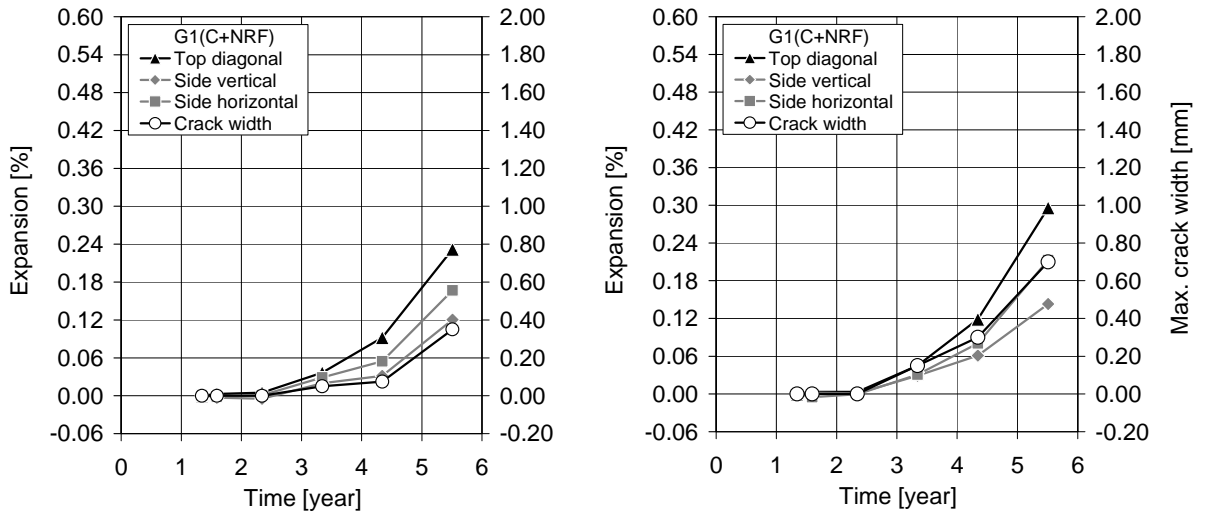 0.60
0.54
0.48
0.42
0.36
0.30
0.24
0.18
0.12
0.06
0.00
-0.06
Expansion [%]
G1(C+NRF)
Top diagonal
Side vertical
Side horizontal
Crack width
2.00
1.80
1.60
1.40
1.20
1.00
0.80
0.60
0.40
0.20
0.00
-0.20
0 1 2 3 4 5 6
Time [year]
0.60
0.54
0.48
0.42
0.36
0.30
0.24
0.18
0.12
0.06
0.00
-0.06
Expansion [%]
G1(C+NRF)
Top diagonal
Side vertical
Side horizontal
Crack width
2.00
1.80
1.60
1.40
1.20
1.00
0.80
0.60
0.40
0.20
0.00
-0.20
Max. crack width [mm]
0 1 2 3 4 5 6
Time [year]